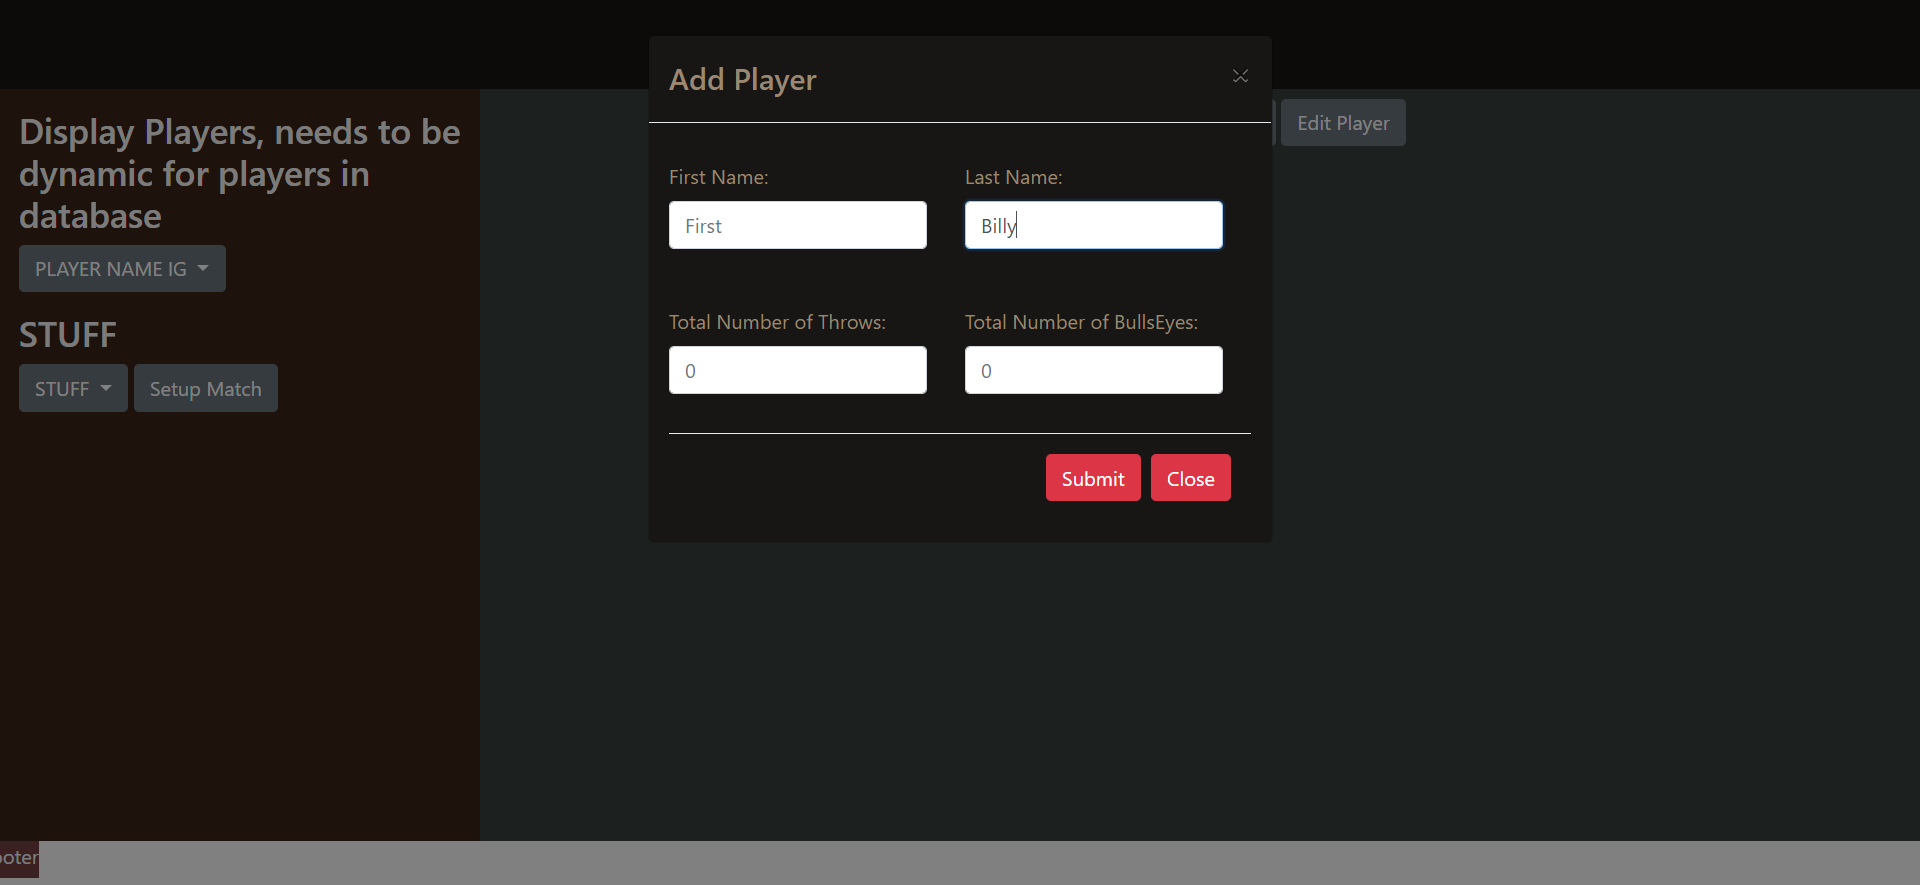 Add Player
×
Display Players, needs to be
dynamic for players in
database
PLAYER NAME IG
STUFF
STUFF
Setup Match
Edit Player
First Name:
Last Name:
First
Billy
Total Number of Throws:
Total Number of BullsEyes:
0
0
Submit
Close
ooter